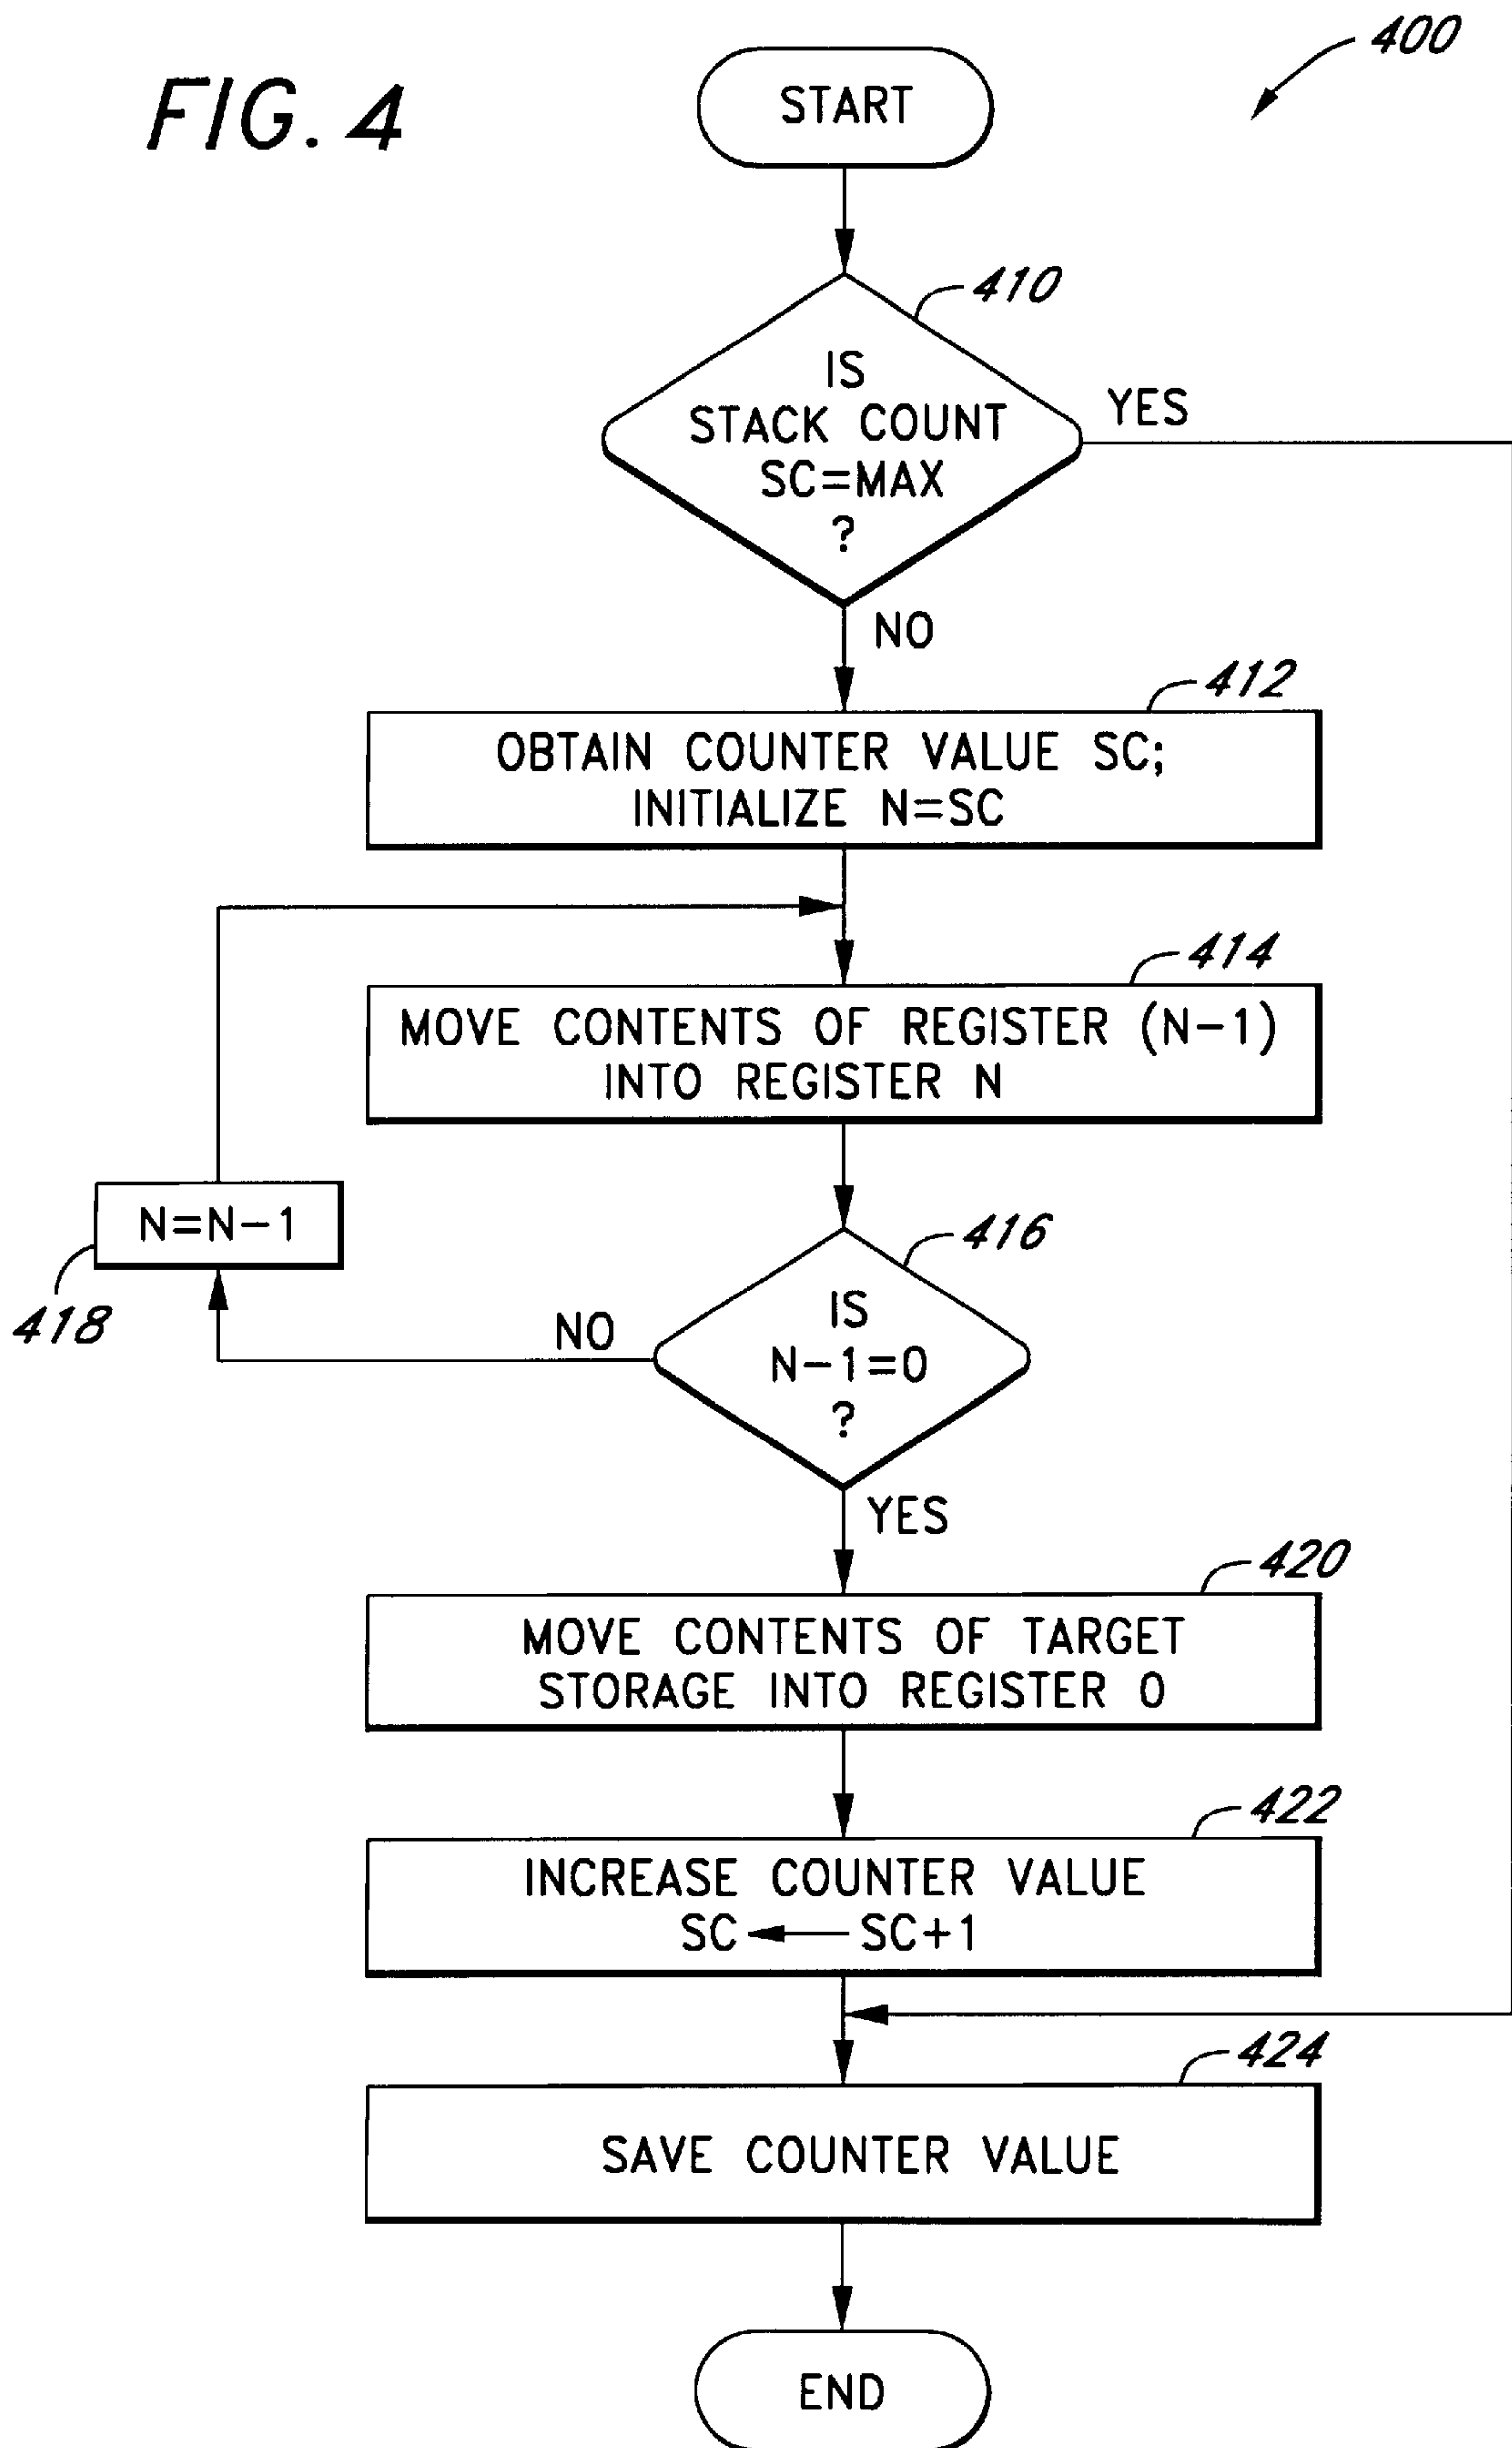 FIG. 4
400
START
410
IS
STACK COUNT
SC=MAX
?
YES
NO
412
OBTAIN COUNTER VALUE SC;
INITIALIZE N=SC
414
MOVE CONTENTS OF REGISTER (N-1)
INTO REGISTER N
N=N-1
418
416
IS
N-1=0
?
NO
YES
420
MOVE CONTENTS OF TARGET
STORAGE INTO REGISTER 0
422
INCREASE COUNTER VALUE
SC ← SC+1
424
SAVE COUNTER VALUE
END